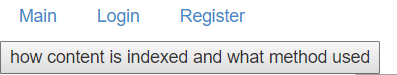 Main Login Register
how content is indexed and what method used